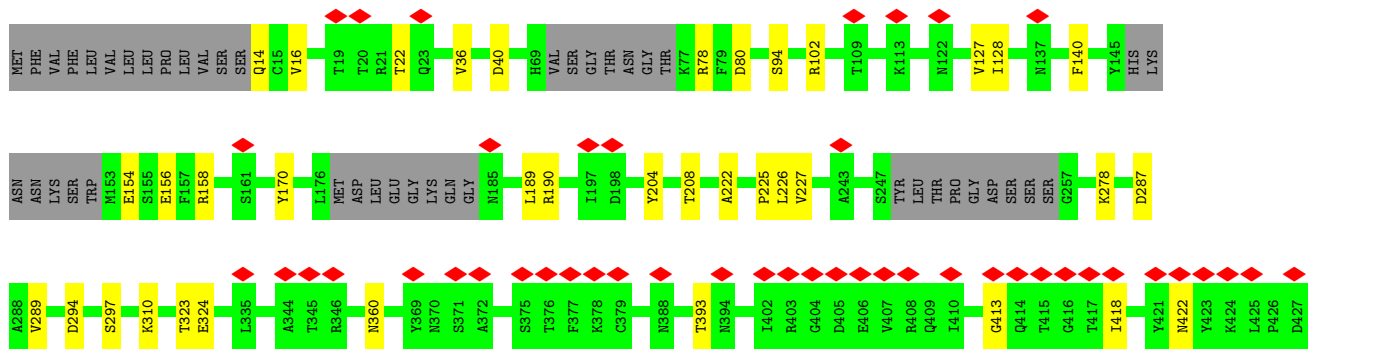 MET PHE VAL PHE LEU VAL LEU LEU PRO LEU VAL SER SER Q14 C15 V16 T19 T20 R21 T22 Q23 V36 D40 H69 VAL SER GLY THR ASN GLY THR K77 R78 F79 D80 S94 R102 T109 K113 N122 V127 I128 N137 F140 Y145 HIS LYS
ASN ASN LYS SER TRP M153 E154 S155 E156 F157 R158 S161 Y170 L176 MET ASP LEU GLU GLY LYS GLN GLY N185 L189 R190 I197 D198 Y204 T208 A222 P225 L226 V227 A243 S247 TYR LEU THR PRO GLY ASP SER SER SER G257 K278 D287
A288 V289 D294 S297 K310 T323 E324 L335 A344 T345 R346 N360 Y369 N370 S371 A372 S375 T376 F377 K378 C379 N388 T393 N394 I402 R403 G404 D405 E406 V407 R408 Q409 I410 G413 Q414 T415 G416 T417 I418 Y421 N422 Y423 K424 L425 P426 D427